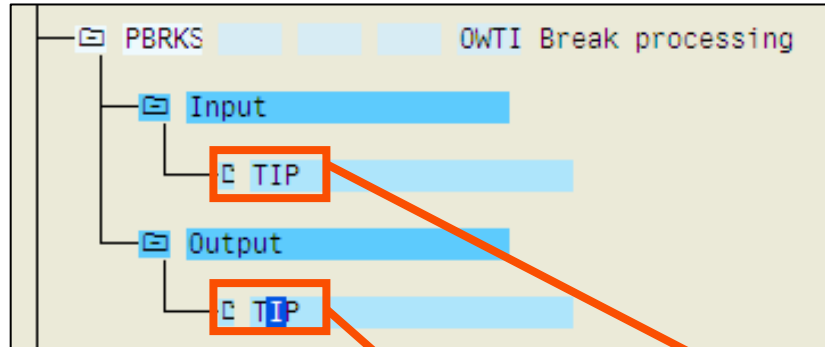 PBRKS OWTI Break processing
Input
TIP
Output
TIP